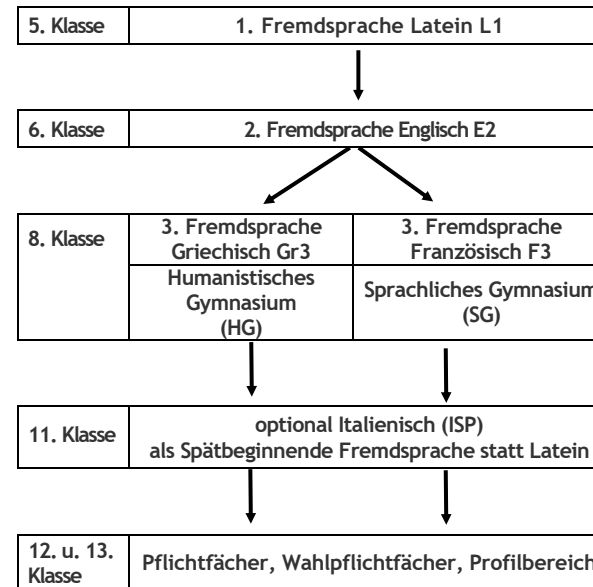 5. Klasse
1. Fremdsprache Latein L1
6. Klasse
2. Fremdsprache Englisch E2
8. Klasse
3. Fremdsprache
Griechisch Gr3
3. Fremdsprache
Französisch F3
Humanistisches
Gymnasium
(HG)
Sprachliches Gymnasium
(SG)
11. Klasse
optional Italienisch (ISP)
als Spätbeginnende Fremdsprache statt Latein
12. u. 13.
Klasse
Pflichtfächer, Wahlpflichtfächer, Profilbereich